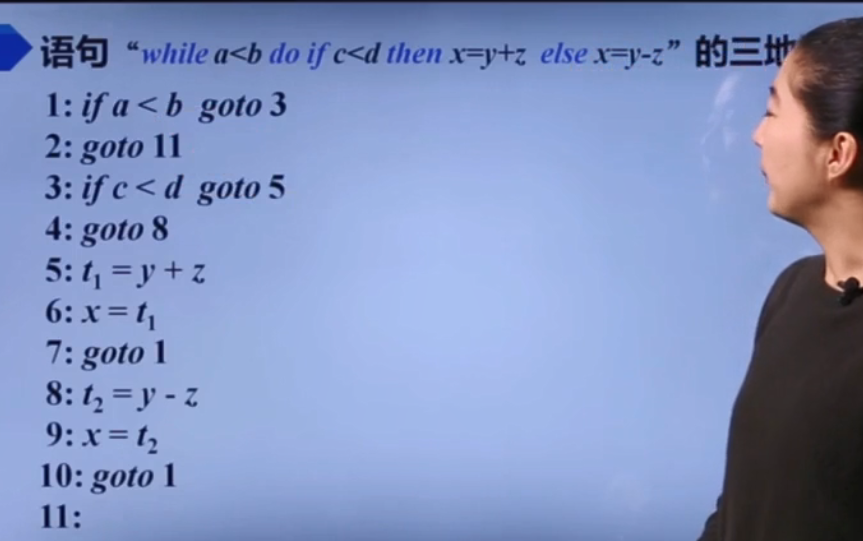 语句“while a<b do if c<d then x=y+z else x=y-z”的三地
1: if a < b goto 3
2: goto 11
3: if c < d goto 5
4: goto 8
5: t₁ = y + z
6: x = t₁
7: goto 1
8: t₂ = y - z
9: x = t₂
10: goto 1
11: